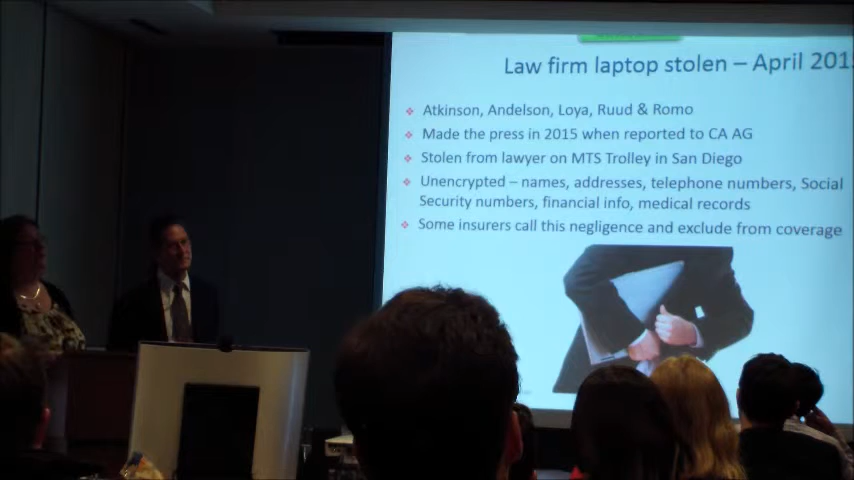 Law firm laptop stolen – April 201
❖ Atkinson, Andelson, Loya, Ruud & Romo
❖ Made the press in 2015 when reported to CA AG
❖ Stolen from lawyer on MTS Trolley in San Diego
❖ Unencrypted – names, addresses, telephone numbers, Social
Security numbers, financial info, medical records
❖ Some insurers call this negligence and exclude from coverage